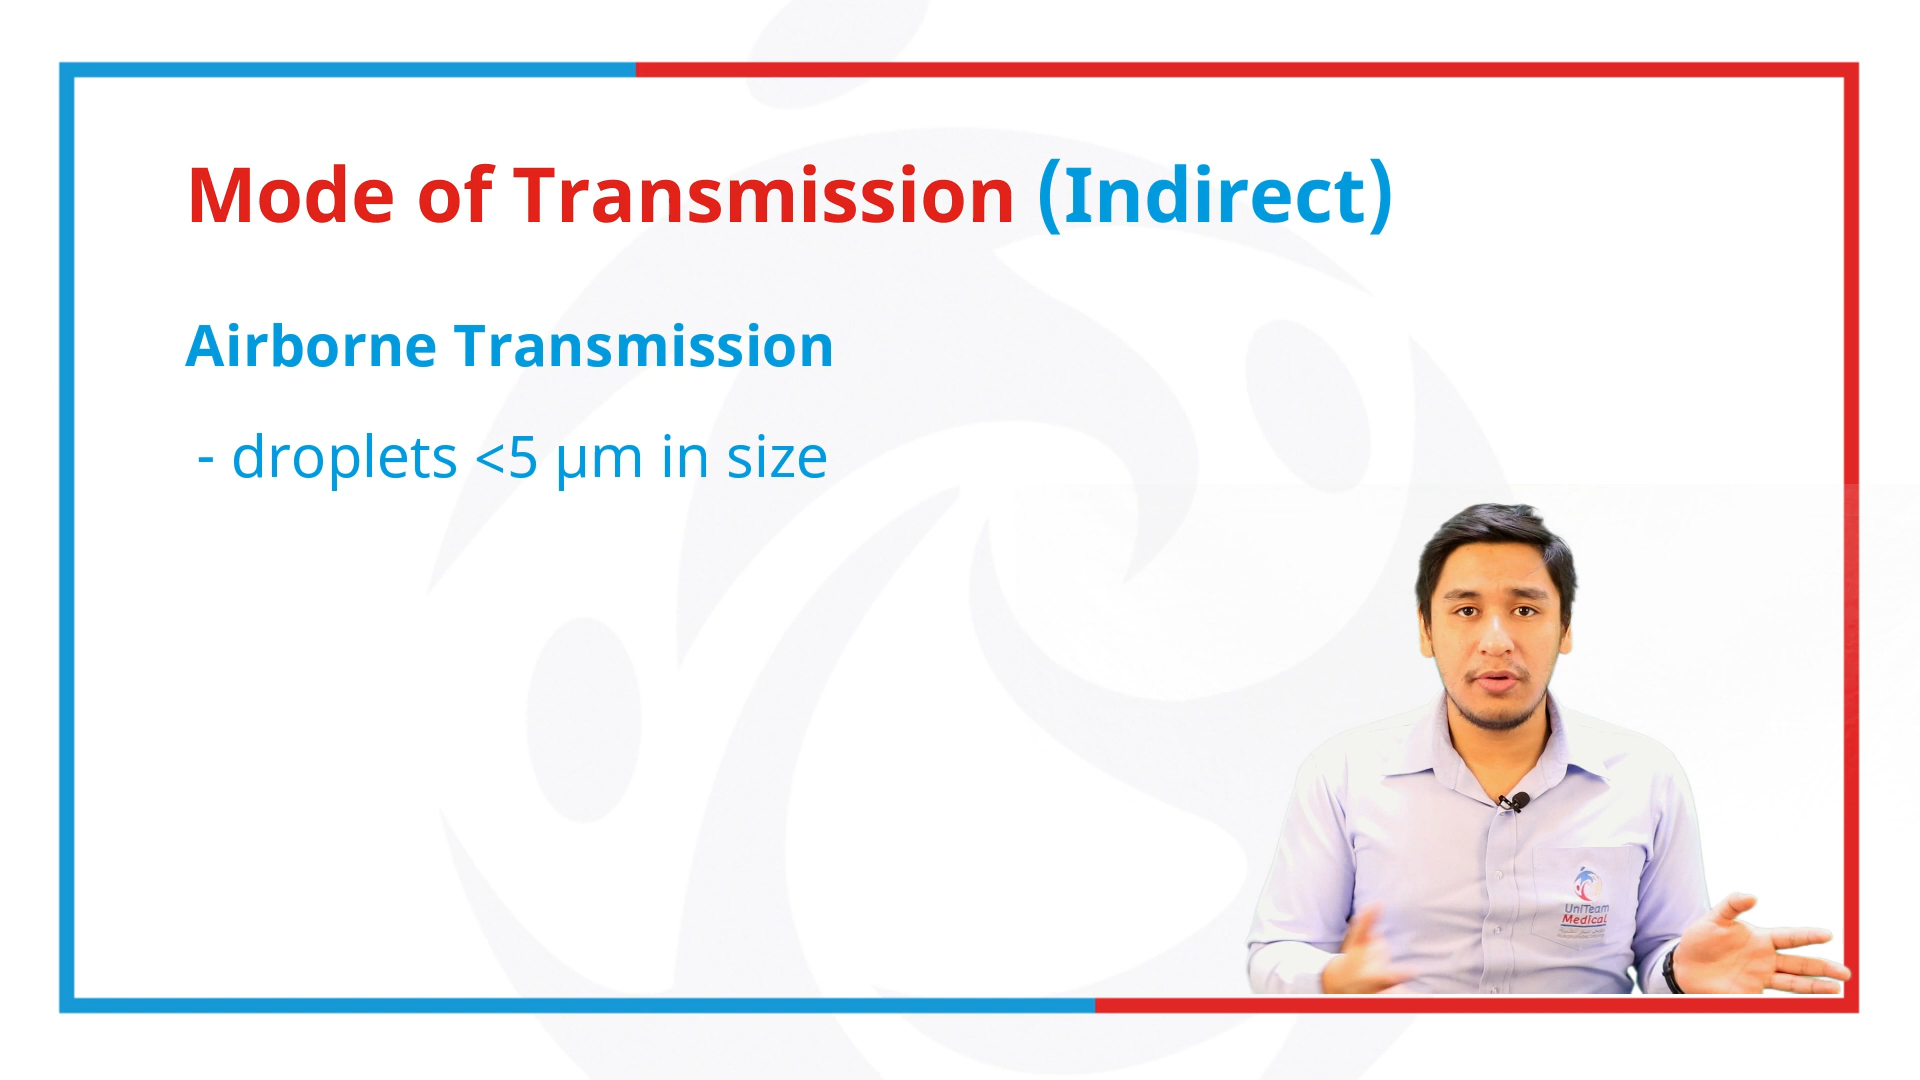 Mode of Transmission (Indirect)
Airborne Transmission
- droplets <5 µm in size
UniTeam
Medical